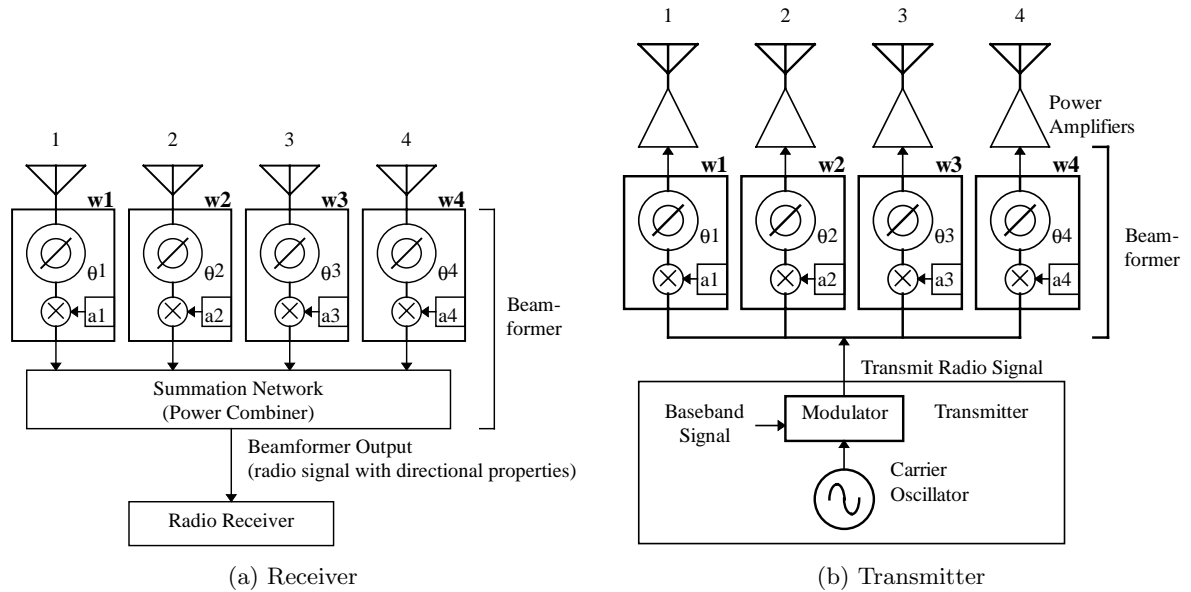 1 2 3 4
w1 w2 w3 w4
θ1 θ2 θ3 θ4
a1 a2 a3 a4
Beam-
former
Summation Network
(Power Combiner)
Beamformer Output
(radio signal with directional properties)
Radio Receiver
(a) Receiver
1 2 3 4
Power
Amplifiers
w1 w2 w3 w4
θ1 θ2 θ3 θ4
a1 a2 a3 a4
Beam-
former
Transmit Radio Signal
Baseband
Signal
Modulator
Transmitter
Carrier
Oscillator
(b) Transmitter